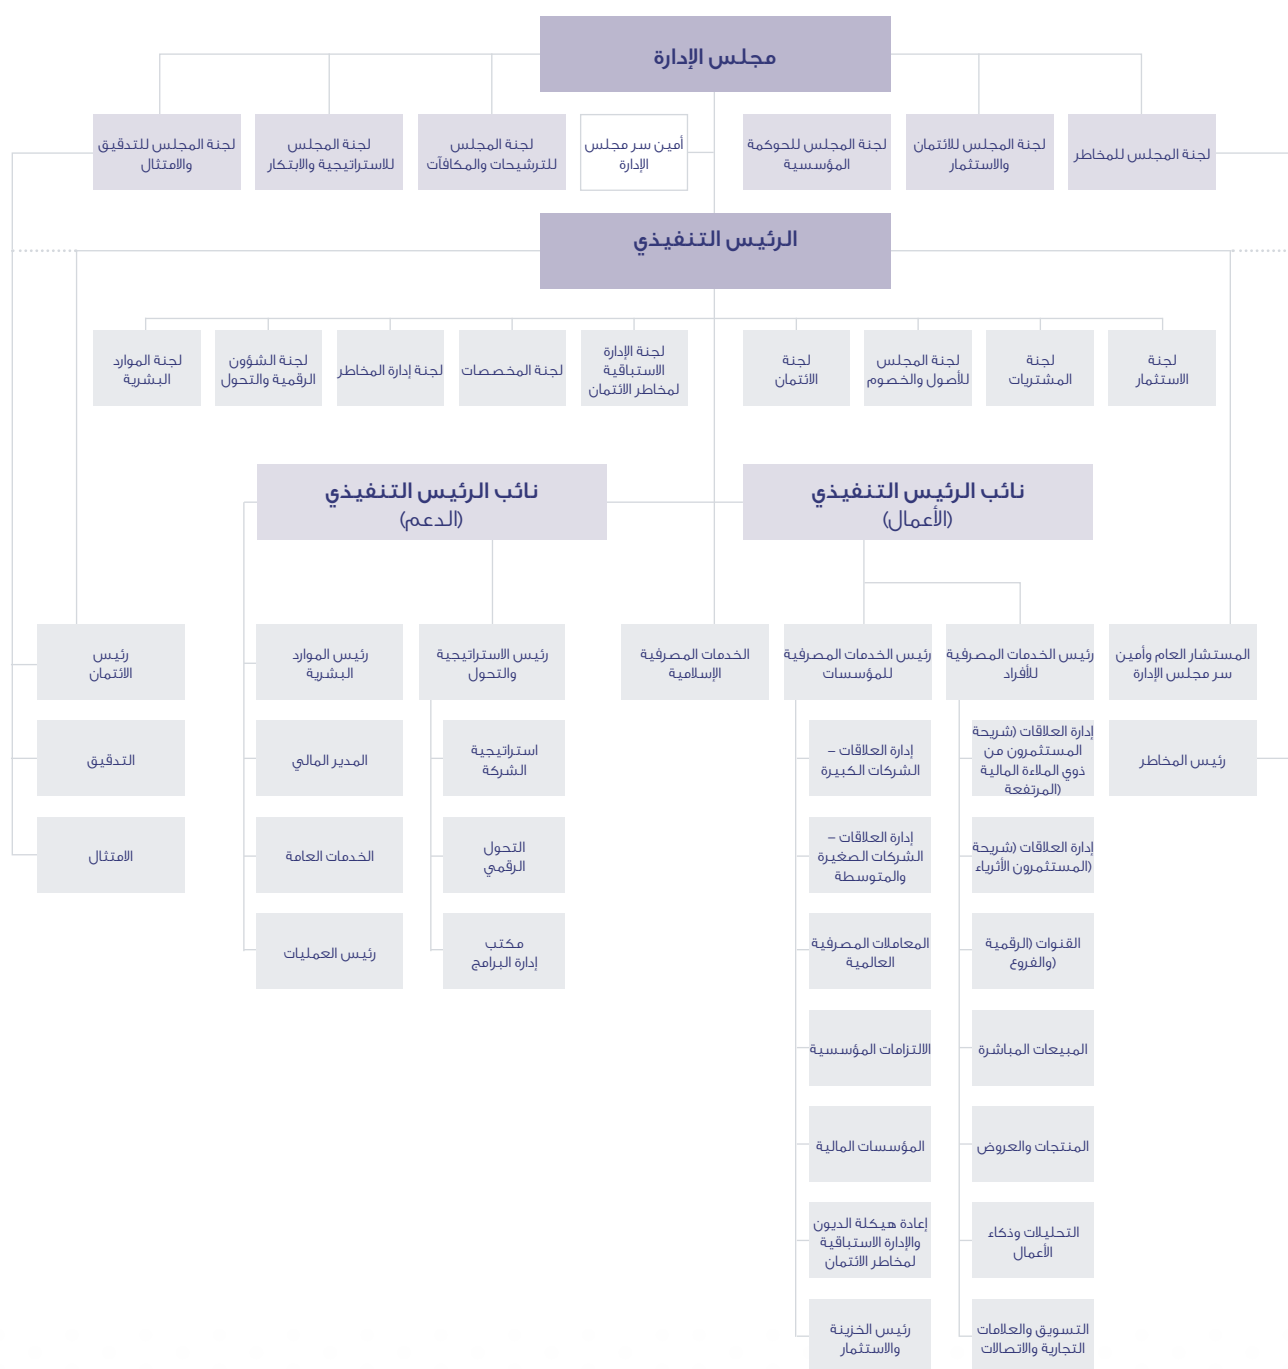 مجلس الإدارة
لجنة المجلس للمخاطر
لجنة المجلس للائتمان
والاستثمار
لجنة المجلس للحوكمة
المؤسسية
أمين سر مجلس
الإدارة
لجنة المجلس
للترشيحات والمكافآت
لجنة المجلس
للاستراتيجية والابتكار
لجنة المجلس للتدقيق
والامتثال
الرئيس التنفيذي
لجنة
الاستثمار
لجنة
المشتريات
لجنة المجلس
للأصول والخصوم
لجنة
الائتمان
لجنة الإدارة
الاستباقية
لمخاطر الائتمان
لجنة المخصصات
لجنة إدارة المخاطر
لجنة الشؤون
الرقمية والتحول
لجنة الموارد
البشرية
نائب الرئيس التنفيذي
(الأعمال)
نائب الرئيس التنفيذي
(الدعم)
المستشار العام وأمين
سر مجلس الإدارة
رئيس الخدمات المصرفية
للأفراد
رئيس الخدمات المصرفية
للمؤسسات
الخدمات المصرفية
الإسلامية
رئيس الاستراتيجية
والتحول
رئيس الموارد
البشرية
رئيس
الائتمان
رئيس المخاطر
إدارة العلاقات (شريحة
المستثمرون من
ذوي الملاءة المالية
المرتفعة)
إدارة العلاقات –
الشركات الكبيرة
استراتيجية
الشركة
المدير المالي
التدقيق
إدارة العلاقات (شريحة
المستثمرون الأثرياء)
إدارة العلاقات –
الشركات الصغيرة
والمتوسطة
التحول
الرقمي
الخدمات العامة
الامتثال
القنوات (الرقمية
والفروع)
المعاملات المصرفية
العالمية
مكتب
إدارة البرامج
رئيس العمليات
المبيعات المباشرة
الالتزامات المؤسسية
المنتجات والعروض
المؤسسات المالية
التحليلات وذكاء
الأعمال
إعادة هيكلة الديون
والإدارة الاستباقية
لمخاطر الائتمان
التسويق والعلامات
التجارية والاتصالات
رئيس الخزينة
والاستثمار